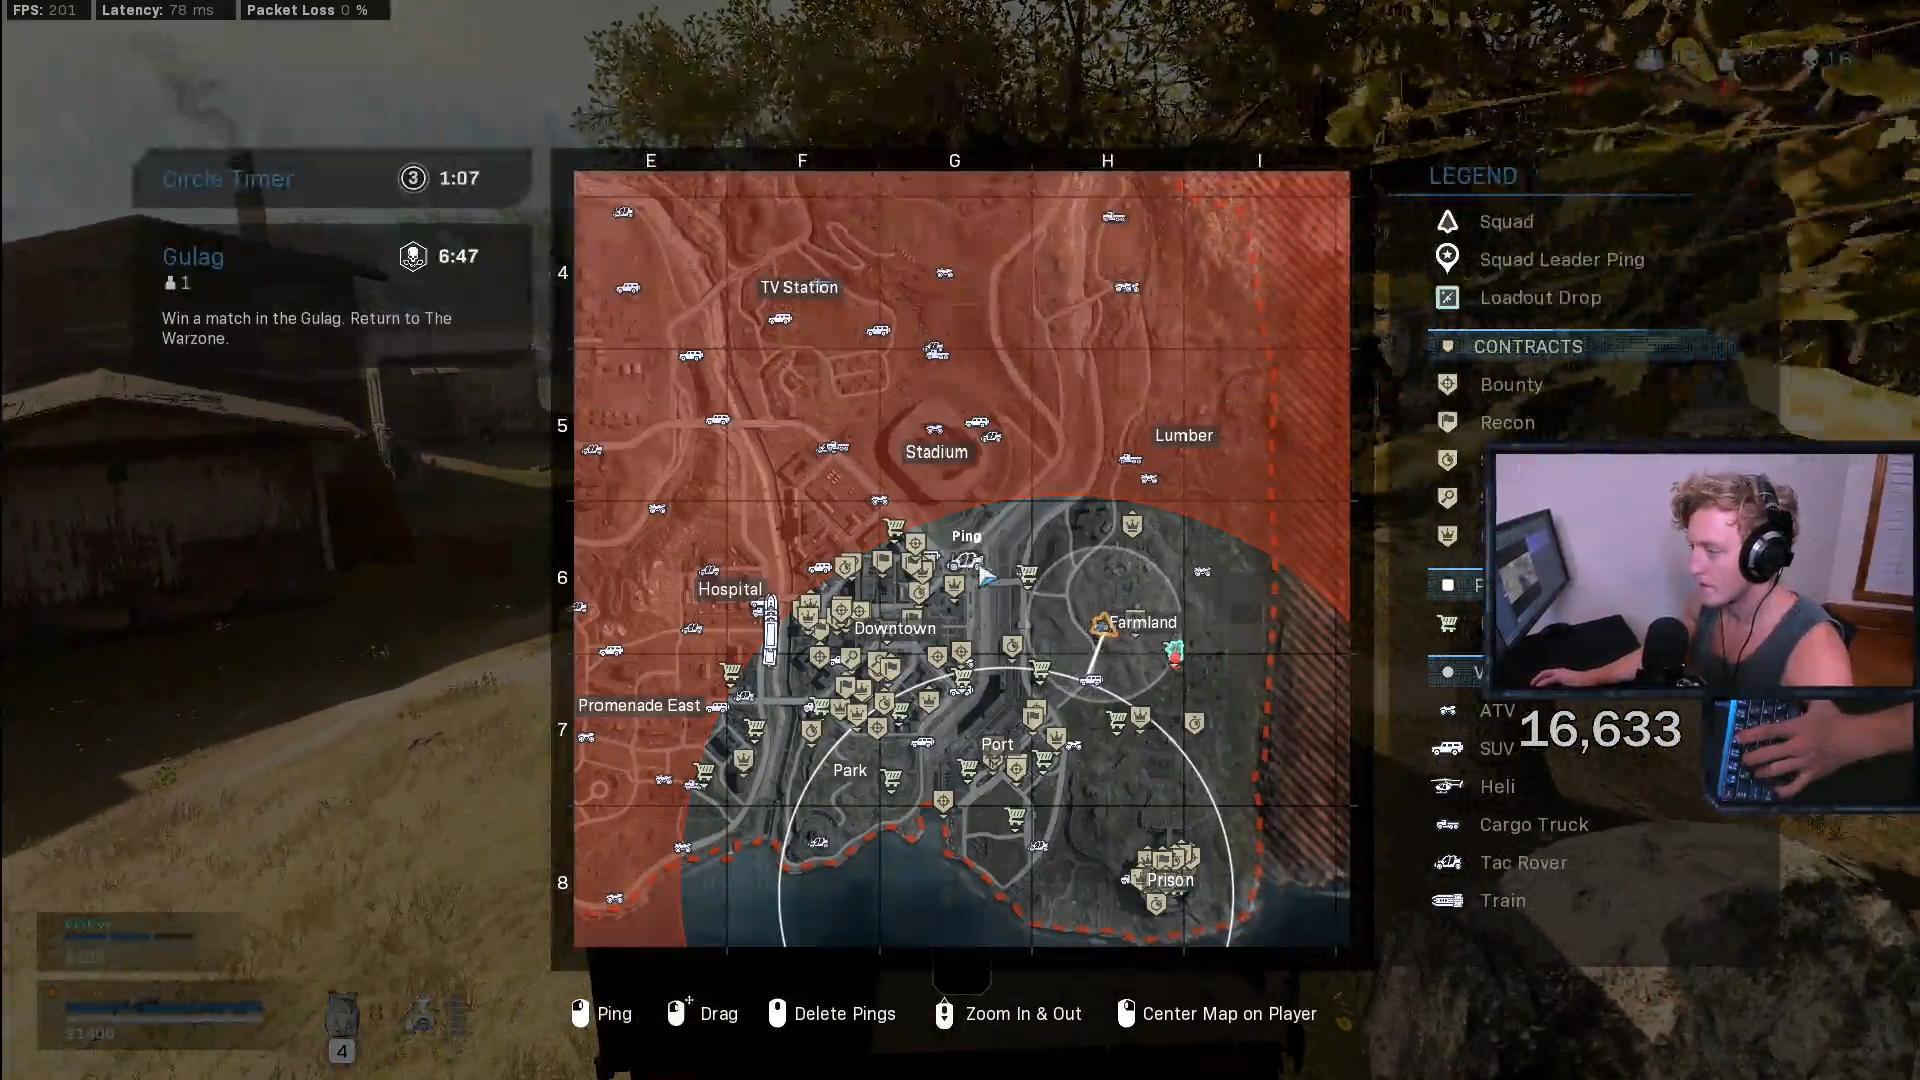 FPS: 201 Latency: 78 ms Packet Loss 0 %
16
Circle Timer 3 1:07
Gulag 6:47
1
Win a match in the Gulag. Return to The
Warzone.
E F G H I
4
5
6
7
8
TV Station
Stadium
Lumber
Ping
Hospital
Farmland
Downtown
Promenade East
Port
Park
Prison
LEGEND
Squad
Squad Leader Ping
Loadout Drop
CONTRACTS
Bounty
Recon
ATV
SUV
Heli
Cargo Truck
Tac Rover
Train
16,633
$1400
4
Ping Drag Delete Pings Zoom In & Out Center Map on Player